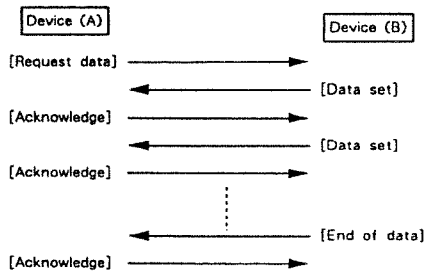 Device (A)
Device (B)
[Request data]
[Data set]
[Acknowledge]
[Data set]
[Acknowledge]
[End of data]
[Acknowledge]